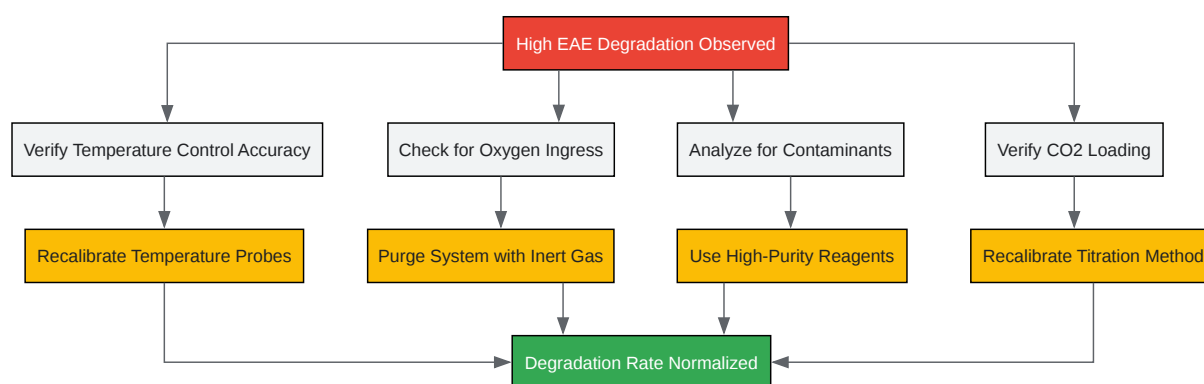 High EAE Degradation Observed
Verify Temperature Control Accuracy
Check for Oxygen Ingress
Analyze for Contaminants
Verify CO2 Loading
Recalibrate Temperature Probes
Purge System with Inert Gas
Use High-Purity Reagents
Recalibrate Titration Method
Degradation Rate Normalized